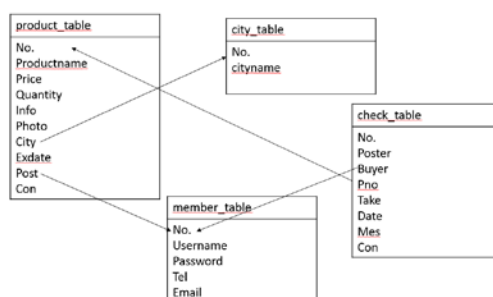 product_table
No.
Productname
Price
Quantity
Info
Photo
City
Exdate
Post
Con
city_table
No.
cityname
check_table
No.
Poster
Buyer
Pno
Take
Date
Mes
Con
member_table
No.
Username
Password
Tel
Email